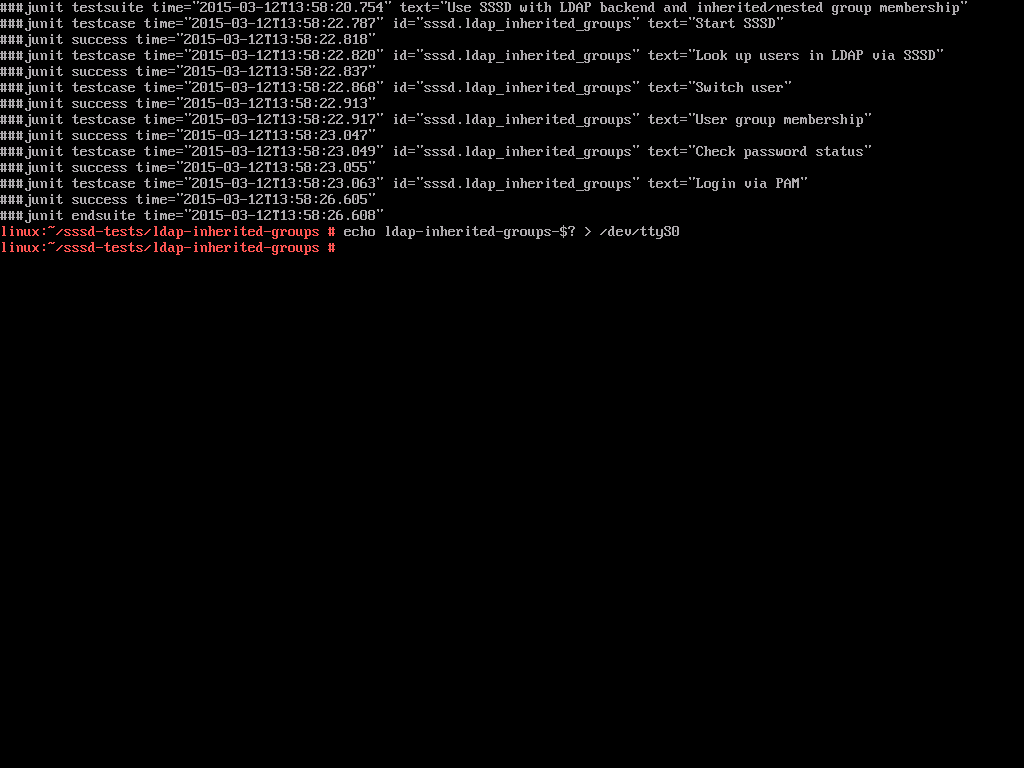 ###junit testsuite time="2015-03-12T13:58:20.754" text="Use SSSD with LDAP backend and inherited/nested group membership"
###junit testcase time="2015-03-12T13:58:22.787" id="sssd.ldap_inherited_groups" text="Start SSSD"
###junit success time="2015-03-12T13:58:22.818"
###junit testcase time="2015-03-12T13:58:22.820" id="sssd.ldap_inherited_groups" text="Look up users in LDAP via SSSD"
###junit success time="2015-03-12T13:58:22.837"
###junit testcase time="2015-03-12T13:58:22.868" id="sssd.ldap_inherited_groups" text="Switch user"
###junit success time="2015-03-12T13:58:22.913"
###junit testcase time="2015-03-12T13:58:22.917" id="sssd.ldap_inherited_groups" text="User group membership"
###junit success time="2015-03-12T13:58:23.047"
###junit testcase time="2015-03-12T13:58:23.049" id="sssd.ldap_inherited_groups" text="Check password status"
###junit success time="2015-03-12T13:58:23.055"
###junit testcase time="2015-03-12T13:58:23.063" id="sssd.ldap_inherited_groups" text="Login via PAM"
###junit success time="2015-03-12T13:58:26.605"
###junit endsuite time="2015-03-12T13:58:26.608"
linux:~/sssd-tests/ldap-inherited-groups # echo ldap-inherited-groups-$? > /dev/ttyS0
linux:~/sssd-tests/ldap-inherited-groups #